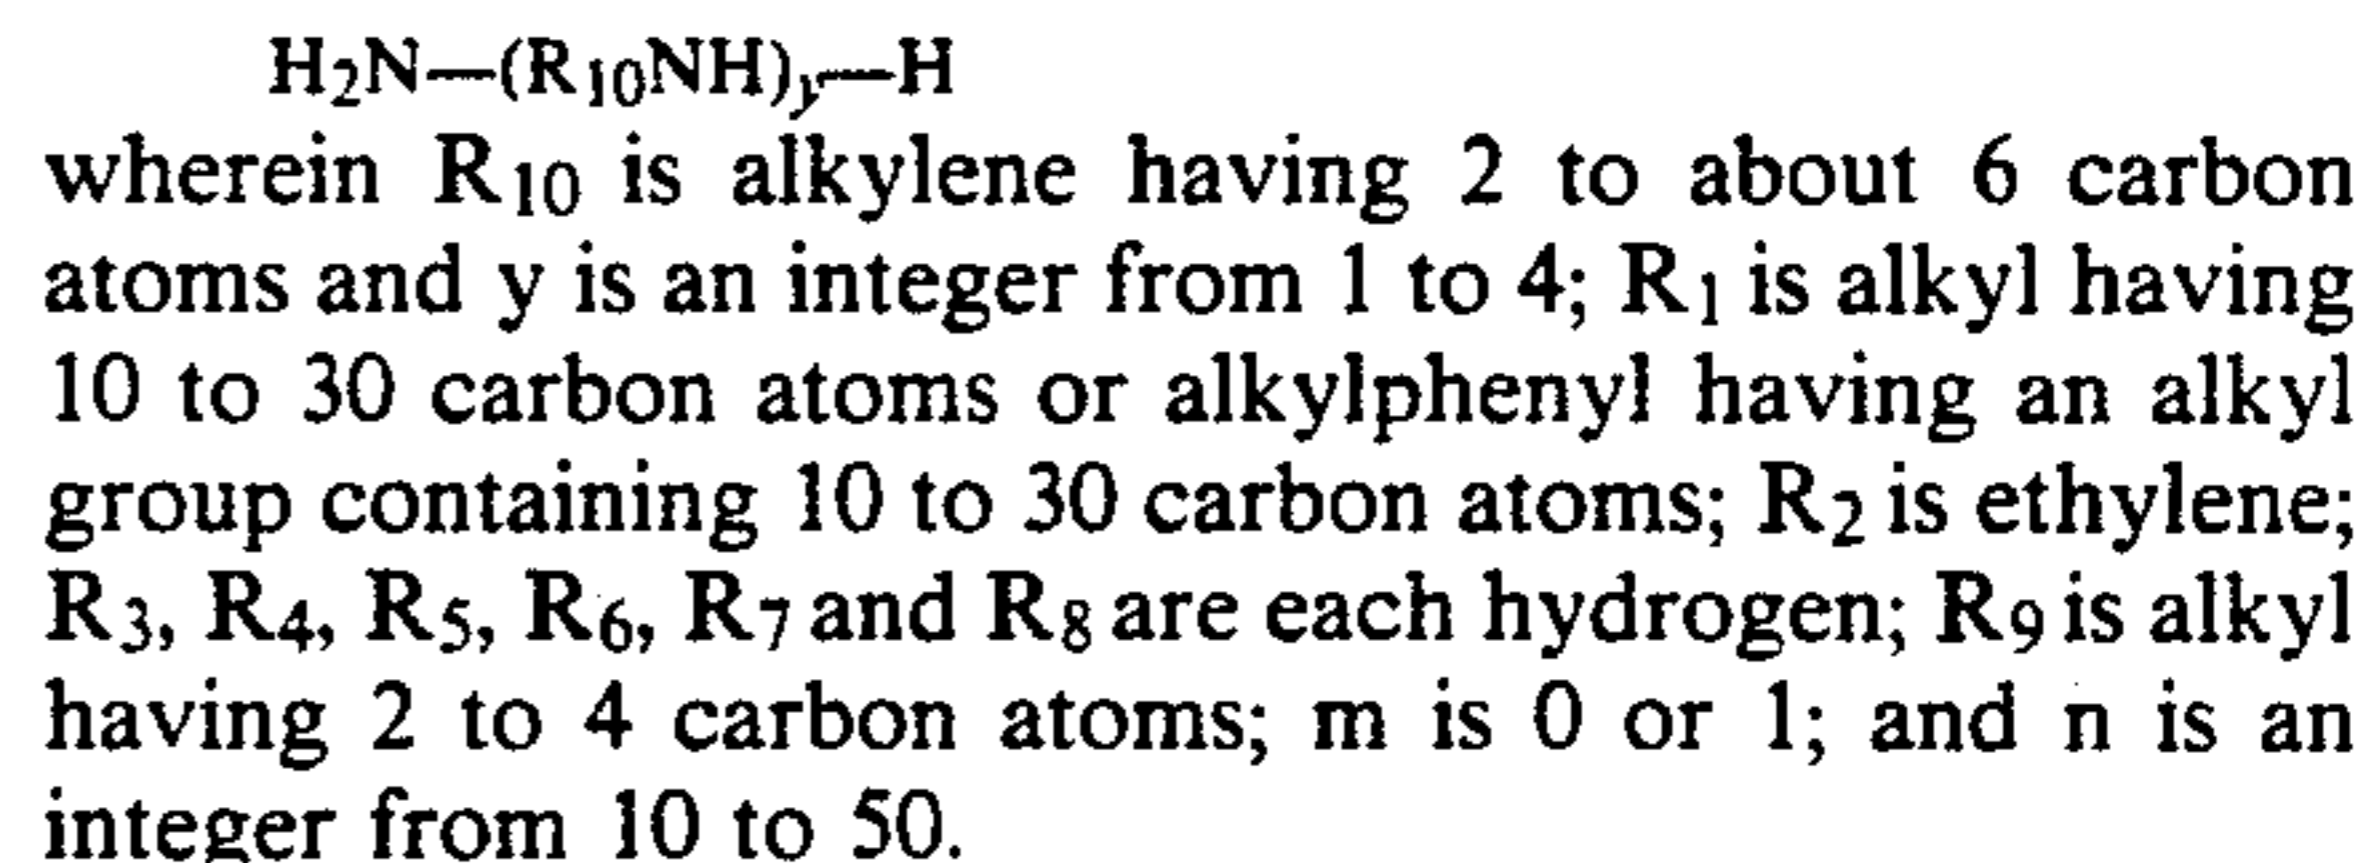 H₂N—(R₁₀NH)y—H
wherein R₁₀ is alkylene having 2 to about 6 carbon
atoms and y is an integer from 1 to 4; R₁ is alkyl having
10 to 30 carbon atoms or alkylphenyl having an alkyl
group containing 10 to 30 carbon atoms; R₂ is ethylene;
R₃, R₄, R₅, R₆, R₇ and R₈ are each hydrogen; R₉ is alkyl
having 2 to 4 carbon atoms; m is 0 or 1; and n is an
integer from 10 to 50.